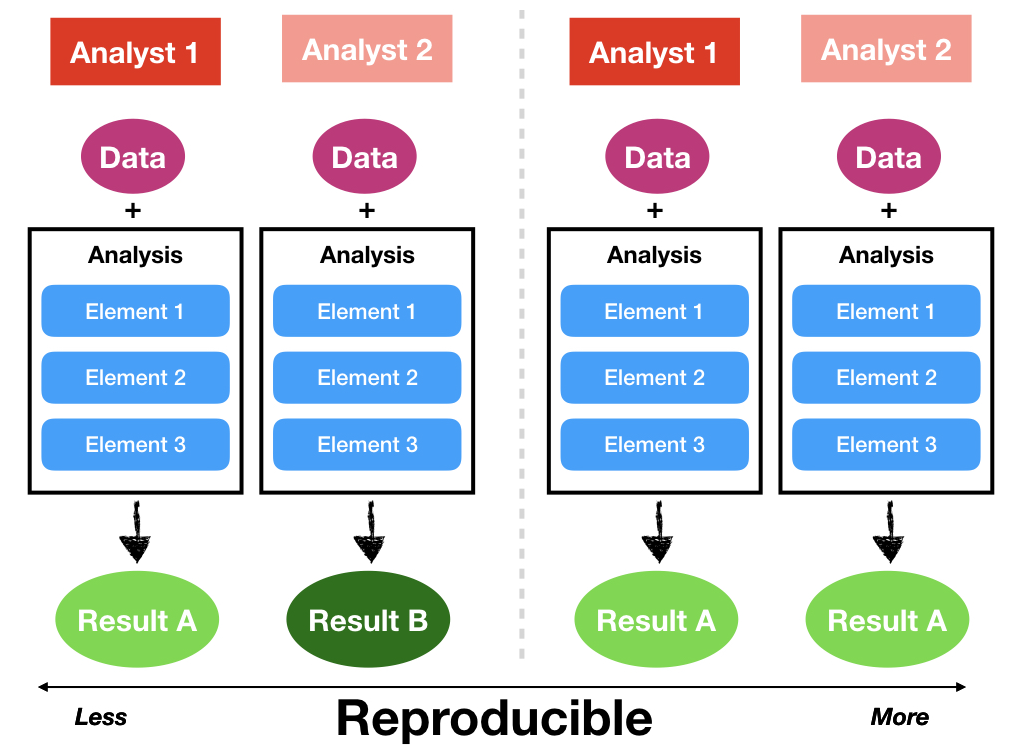 Analyst 1
Analyst 2
Analyst 1
Analyst 2
Data
Data
Data
Data
+
+
+
+
Analysis
Analysis
Analysis
Analysis
Element 1
Element 1
Element 1
Element 1
Element 2
Element 2
Element 2
Element 2
Element 3
Element 3
Element 3
Element 3
Result A
Result B
Result A
Result A
Less
Reproducible
More